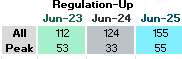 Regulation-Up
Jun-23 Jun-24 Jun-25
All 112 124 155
Peak 53 33 55